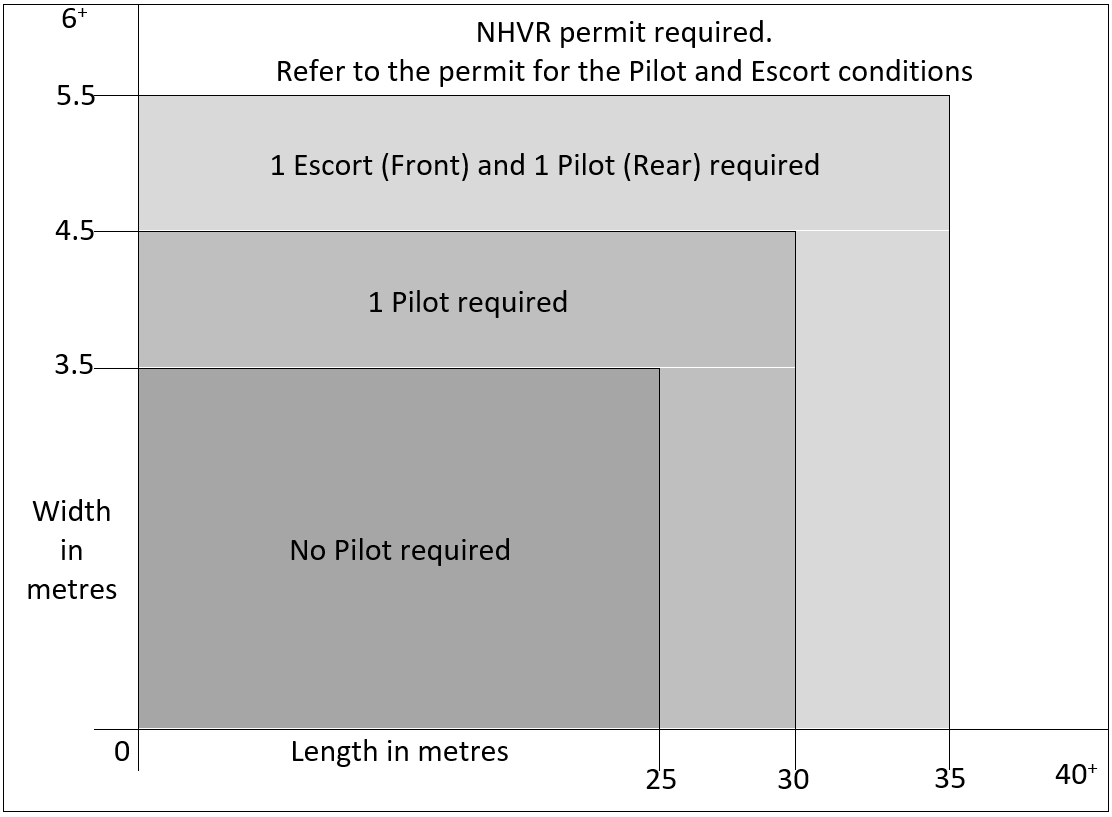 6⁺
NHVR permit required.
Refer to the permit for the Pilot and Escort conditions
5.5
1 Escort (Front) and 1 Pilot (Rear) required
4.5
1 Pilot required
3.5
Width
in
metres
No Pilot required
0
Length in metres
25
30
35
40⁺